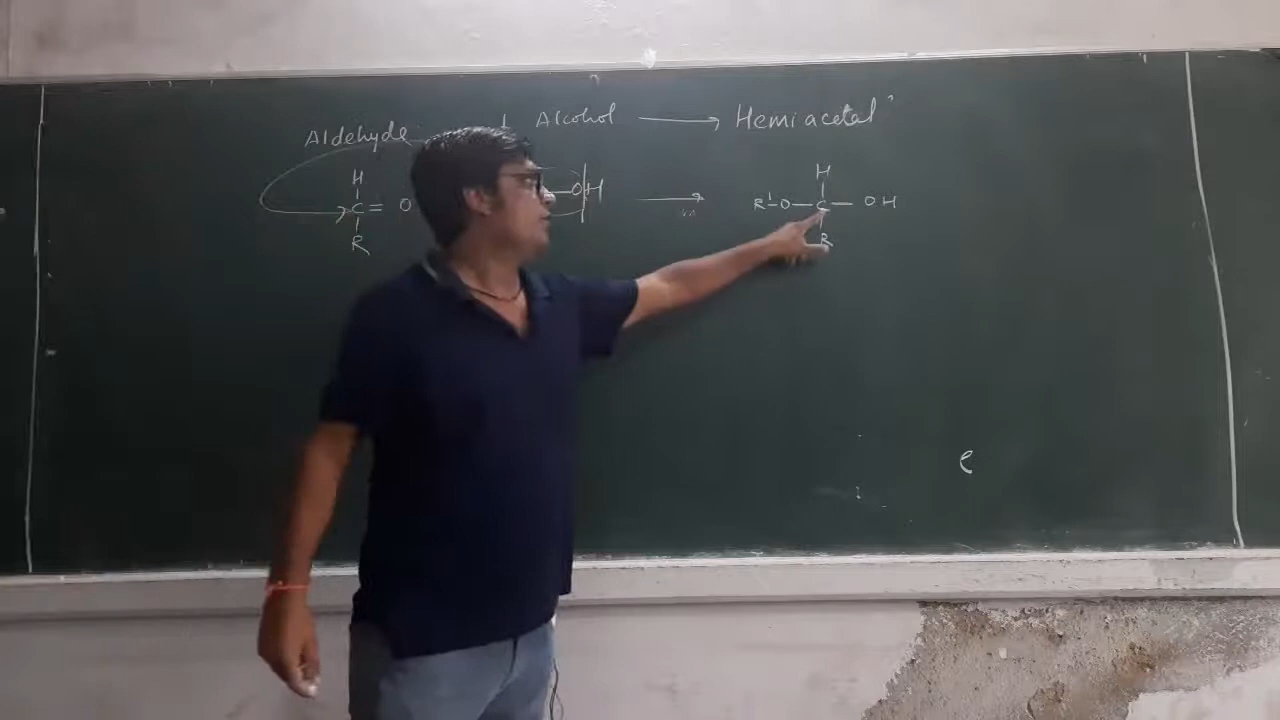 Aldehyde + Alcohol → Hemiacetal
H H
C = O —OH → R'-O—C—OH
R R
e